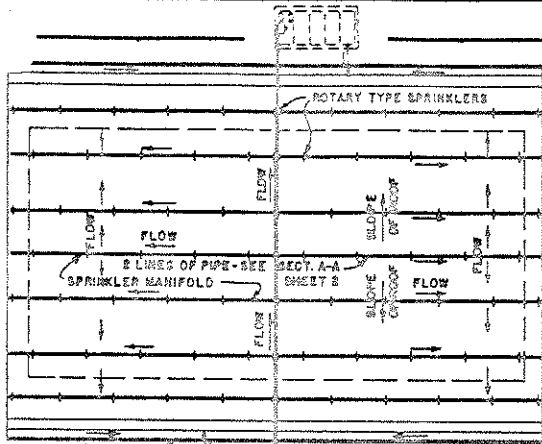 ROTARY TYPE SPRINKLERS
FLOW
SLOPE
OF ROOF
FLOW
FLOW
FLOW
2 LINES OF PIPE-SEE SECT. A-A
SHEET 2
SPRINKLER MANIFOLD
FLOW
SLOPE
OF ROOF
FLOW